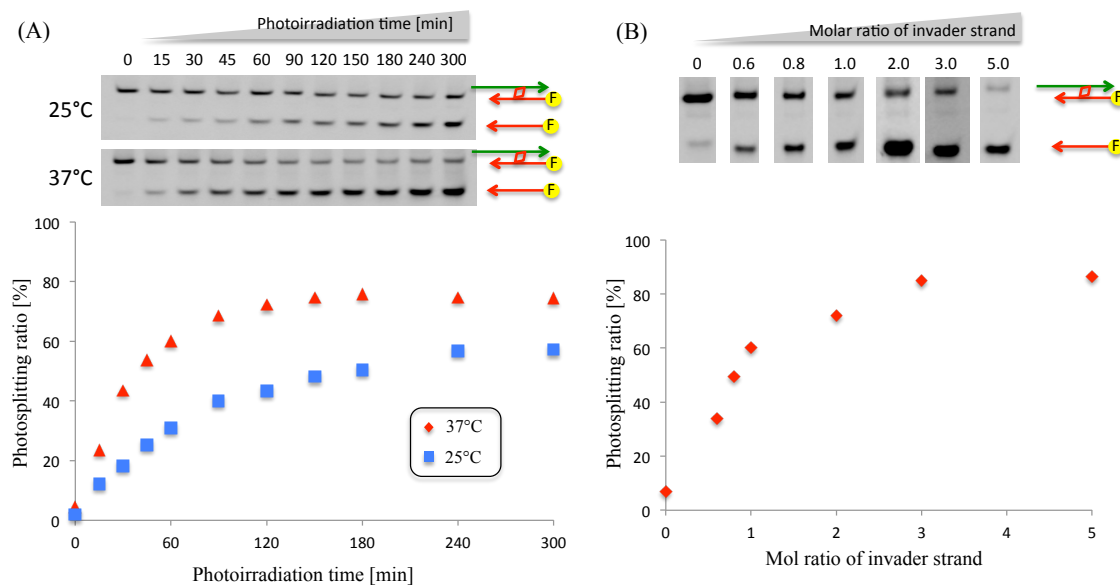 (A)
Photoirradiation time [min]
0 15 30 45 60 90 120 150 180 240 300
25°C
F
F
37°C
F
F
100
80
60
40
20
0
Photosplitting ratio [%]
37°C
25°C
0 60 120 180 240 300
Photoirradiation time [min]
(B)
Molar ratio of invader strand
0 0.6 0.8 1.0 2.0 3.0 5.0
F
F
100
80
60
40
20
0
Photosplitting ratio [%]
0 1 2 3 4 5
Mol ratio of invader strand